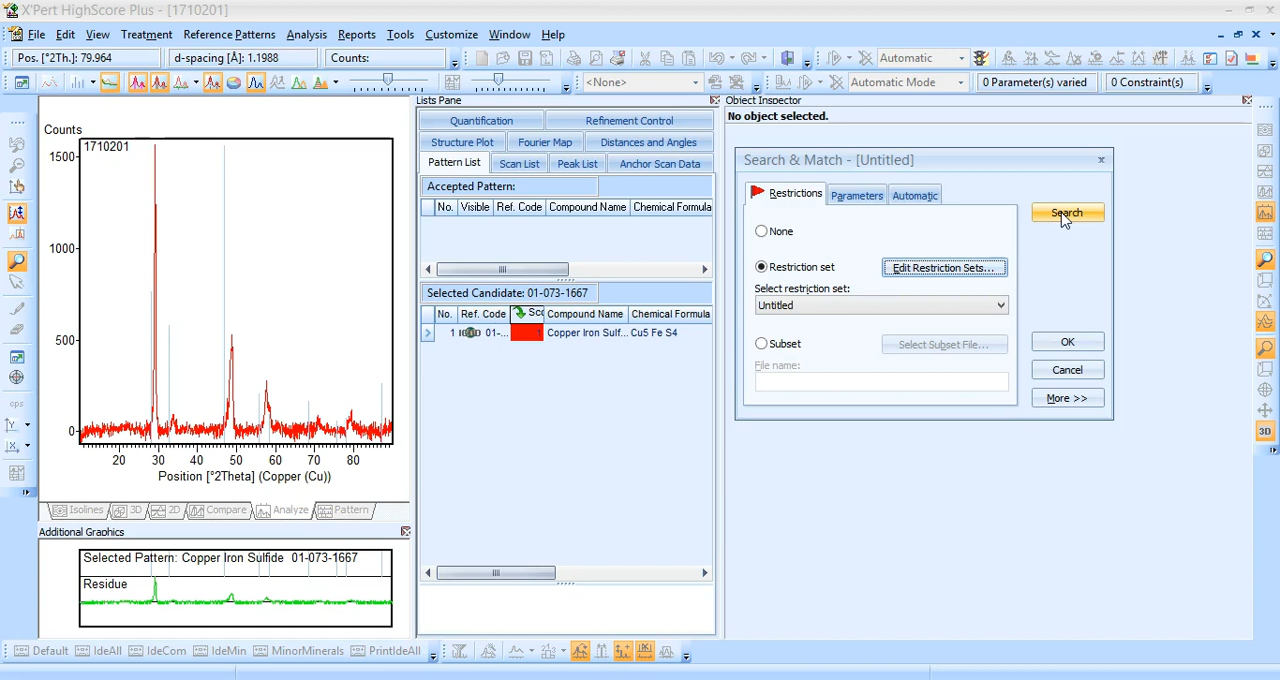 X'Pert HighScore Plus - [1710201]
File Edit View Treatment Reference Patterns Analysis Reports Tools Customize Window Help
Pos. [°2Th.]: 79.964 d-spacing [Å]: 1.1988 Counts: Automatic
<None> Automatic Mode 0 Parameter(s) varied 0 Constraint(s)
Lists Pane
Object Inspector
No object selected.
Counts
1710201
1500
1000
500
0
20 30 40 50 60 70 80
Position [°2Theta] (Copper (Cu))
Isolines 3D 2D Compare Analyze Pattern
Additional Graphics
Selected Pattern: Copper Iron Sulfide 01-073-1667
Residue
Quantification Refinement Control
Structure Plot Fourier Map Distances and Angles
Pattern List Scan List Peak List Anchor Scan Data
Accepted Pattern:
No. Visible Ref. Code Compound Name Chemical Formula
Selected Candidate: 01-073-1667
No. Ref. Code Sco Compound Name Chemical Formula
1 01-... 1 Copper Iron Sulf... Cu5 Fe S4
Search & Match - [Untitled]
Restrictions Parameters Automatic
None
Restriction set Edit Restriction Sets...
Select restriction set:
Untitled
Subset Select Subset File...
File name:
Search
OK
Cancel
More >>
ops
Y
X
3D
Default IdeAll IdeCom IdeMin MinorMinerals PrintIdeAll